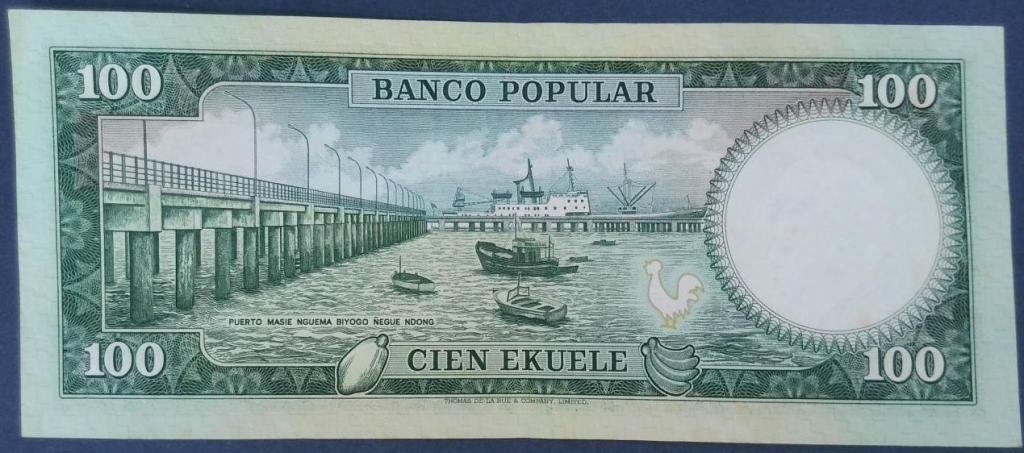 100
BANCO POPULAR
100
PUERTO MASIE NGUEMA BIYOGO ÑEGUE NDONG
100
CIEN EKUELE
100
THOMAS DE LA RUE & COMPANY, LIMITED.